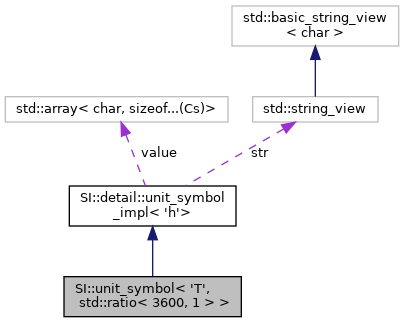 std::basic_string_view
< char >
std::array< char, sizeof...(Cs)>
std::string_view
value
str
SI::detail::unit_symbol
_impl< 'h'>
SI::unit_symbol< 'T',
std::ratio< 3600, 1 > >